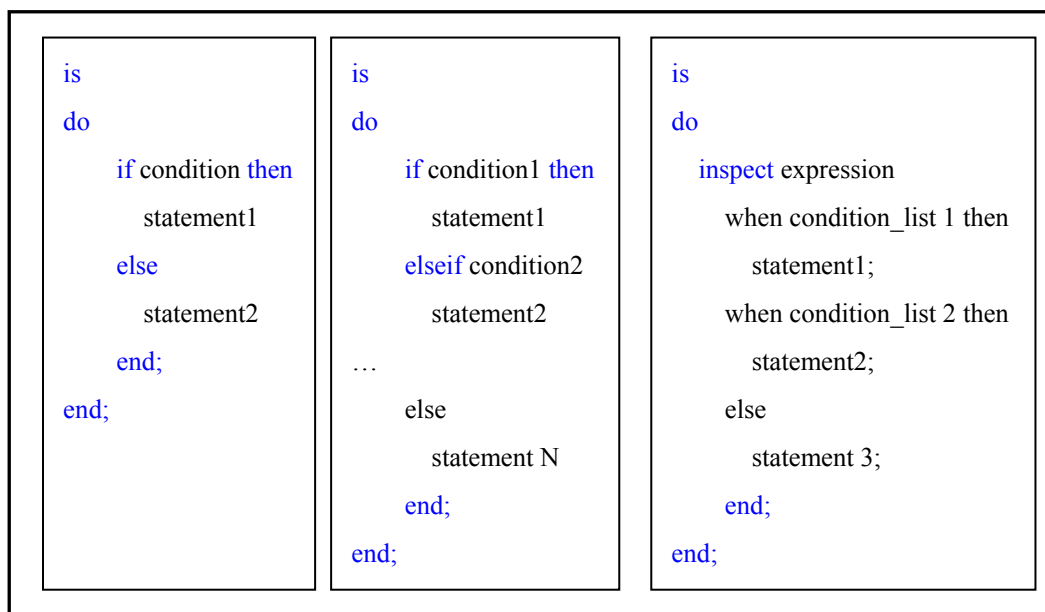 is
do
if condition then
statement1
else
statement2
end;
end;
is
do
if condition1 then
statement1
elseif condition2
statement2
…
else
statement N
end;
end;
is
do
inspect expression
when condition_list 1 then
statement1;
when condition_list 2 then
statement2;
else
statement 3;
end;
end;